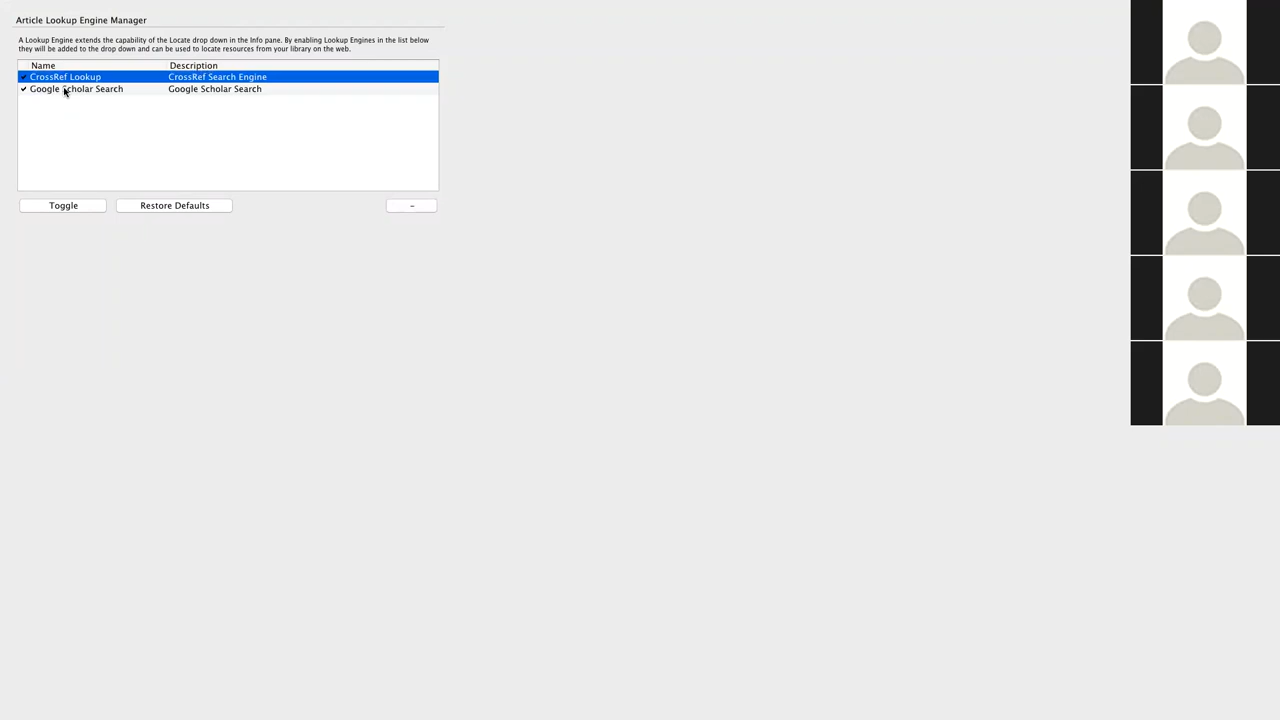 Article Lookup Engine Manager
A Lookup Engine extends the capability of the Locate drop down in the Info pane. By enabling Lookup Engines in the list below
they will be added to the drop down and can be used to locate resources from your library on the web.
Name Description
✔ CrossRef Lookup CrossRef Search Engine
✔ Google Scholar Search Google Scholar Search
Toggle Restore Defaults –